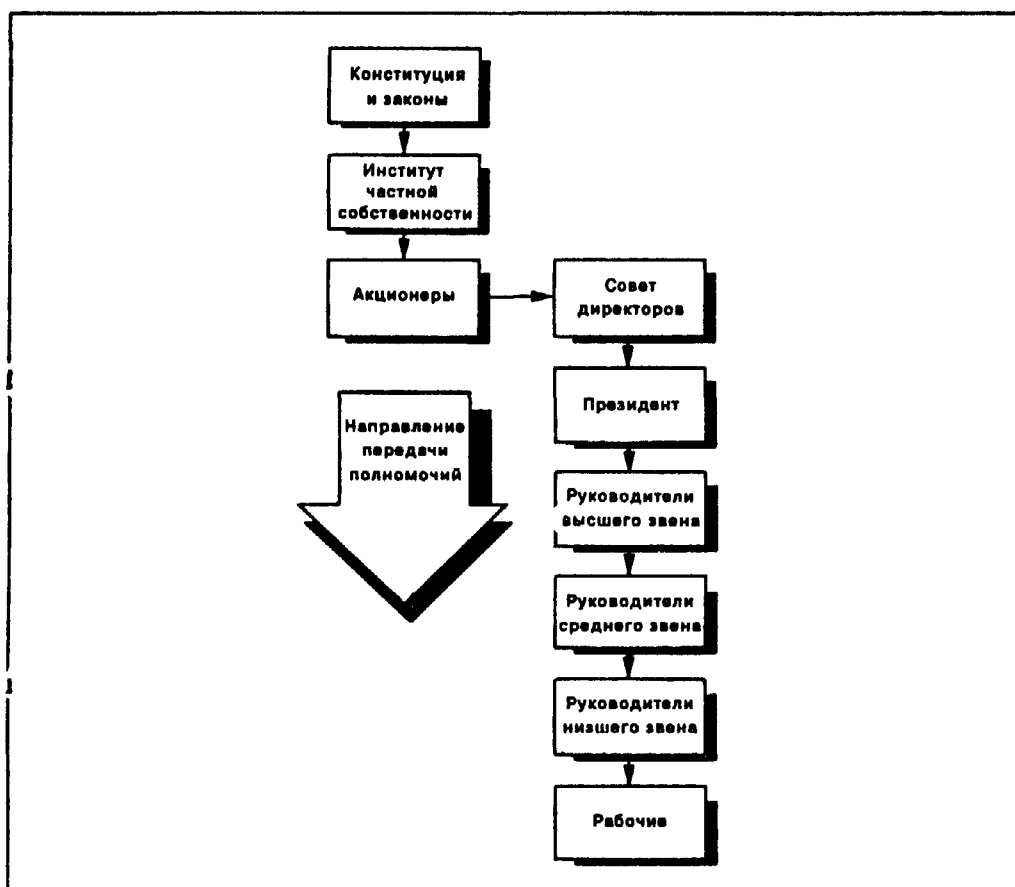 Конституция
и законы
Институт
частной
собственности
Акционеры
Совет
директоров
Президент
Направление
передачи
полномочий
Руководители
высшего звена
Руководители
среднего звена
Руководители
низшего звена
Рабочие